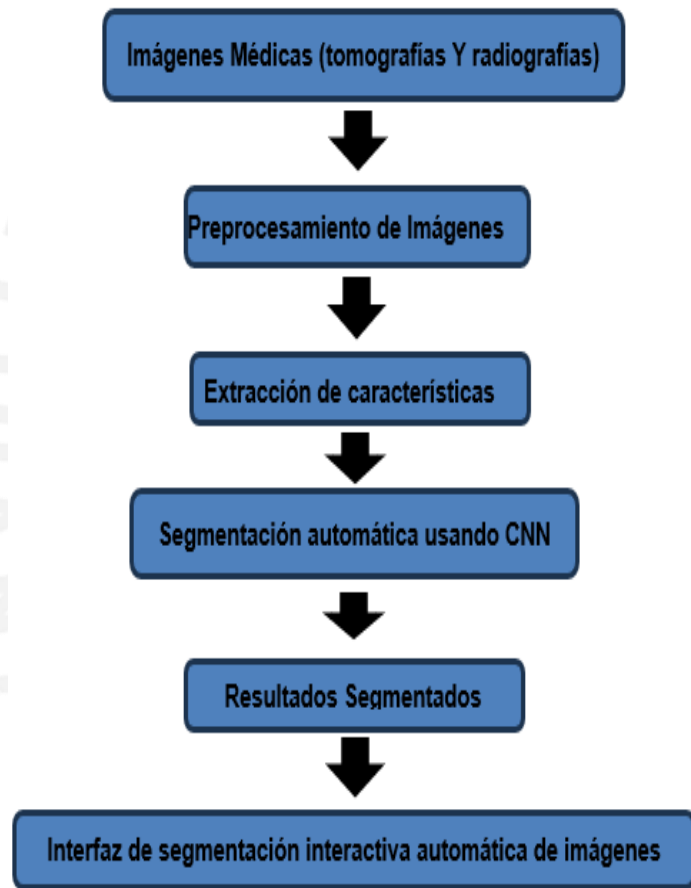 Imágenes Médicas (tomografías Y radiografías)
Preprocesamiento de Imágenes
Extracción de característísticas
Segmentación automática usando CNN
Resultados Segmentados
Interfaz de segmentación interactiva automática de imágenes